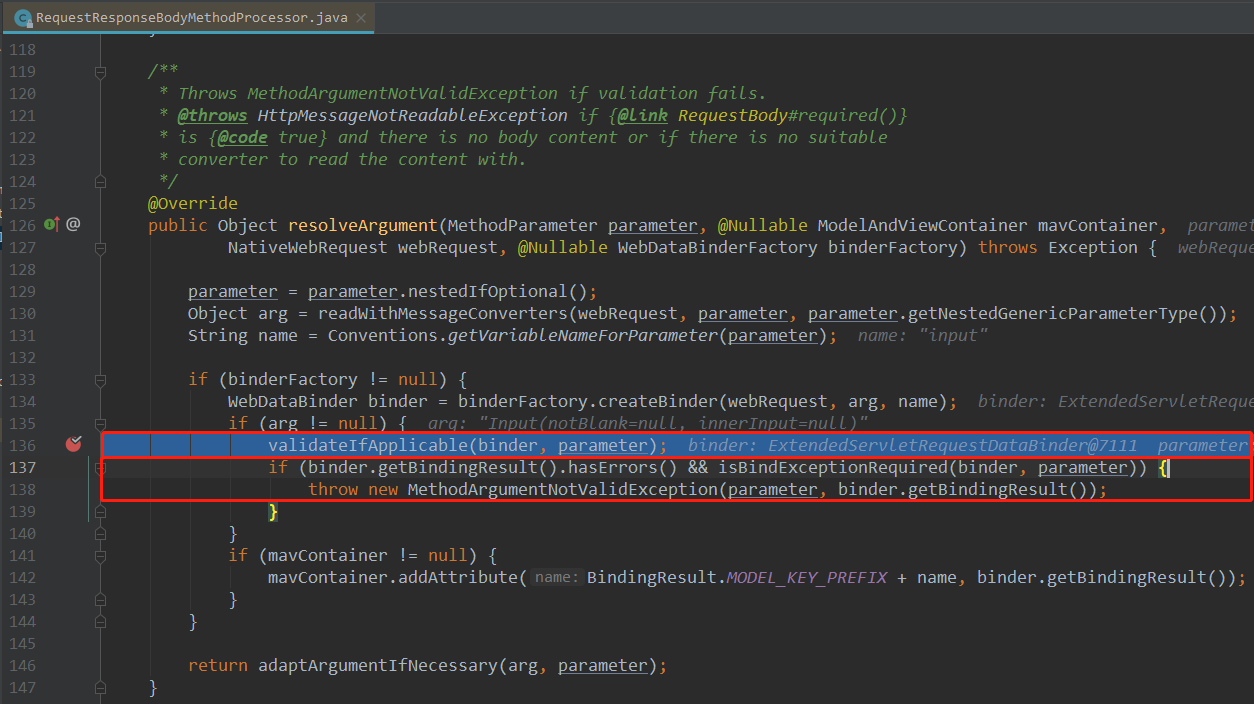 RequestResponseBodyMethodProcessor.java
118
119 /**
120 * Throws MethodArgumentNotValidException if validation fails.
121 * @throws HttpMessageNotReadableException if {@link RequestBody#required()}
122 * is {@code true} and there is no body content or if there is no suitable
123 * converter to read the content with.
124 */
125 @Override
126 @ public Object resolveArgument(MethodParameter parameter, @Nullable ModelAndViewContainer mavContainer, paramet
127 NativeWebRequest webRequest, @Nullable WebDataBinderFactory binderFactory) throws Exception { webReque
128
129 parameter = parameter.nestedIfOptional();
130 Object arg = readWithMessageConverters(webRequest, parameter, parameter.getNestedGenericParameterType());
131 String name = Conventions.getVariableNameForParameter(parameter); name: "input"
132
133 if (binderFactory != null) {
134 WebDataBinder binder = binderFactory.createBinder(webRequest, arg, name); binder: ExtendedServletReque
135 if (arg != null) { arg: "Input(notBlank=null, innerInput=null)"
136 validateIfApplicable(binder, parameter); binder: ExtendedServletRequestDataBinder@7111 parameter
137 if (binder.getBindingResult().hasErrors() && isBindExceptionRequired(binder, parameter)) {
138 throw new MethodArgumentNotValidException(parameter, binder.getBindingResult());
139 }
140 }
141 if (mavContainer != null) {
142 mavContainer.addAttribute( name: BindingResult.MODEL_KEY_PREFIX + name, binder.getBindingResult());
143 }
144 }
145
146 return adaptArgumentIfNecessary(arg, parameter);
147 }